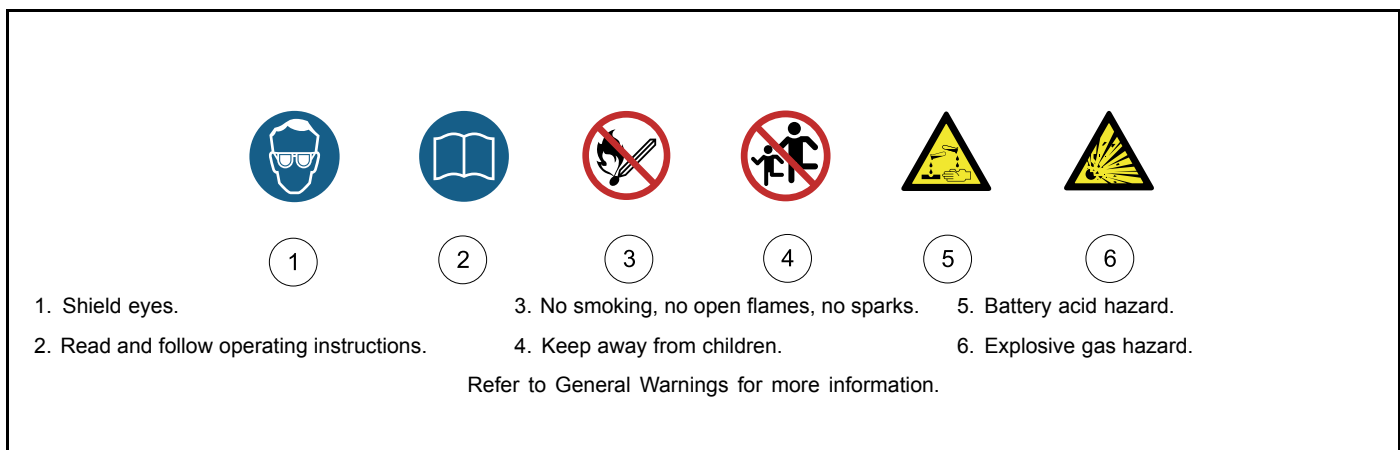 1 2 3 4 5 6
1. Shield eyes. 3. No smoking, no open flames, no sparks. 5. Battery acid hazard.
2. Read and follow operating instructions. 4. Keep away from children. 6. Explosive gas hazard.
Refer to General Warnings for more information.